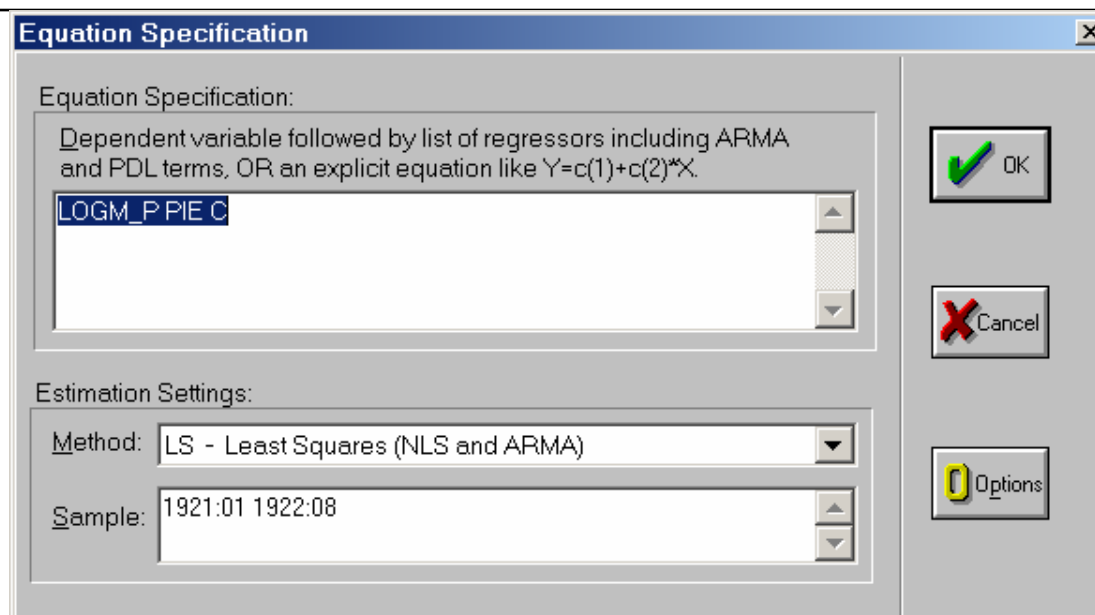 Equation Specification
Equation Specification:
Dependent variable followed by list of regressors including ARMA
and PDL terms, OR an explicit equation like Y=c(1)+c(2)*X.
LOGM_P PIE C
OK
Cancel
Estimation Settings:
Method: LS - Least Squares (NLS and ARMA)
Sample: 1921:01 1922:08
Options